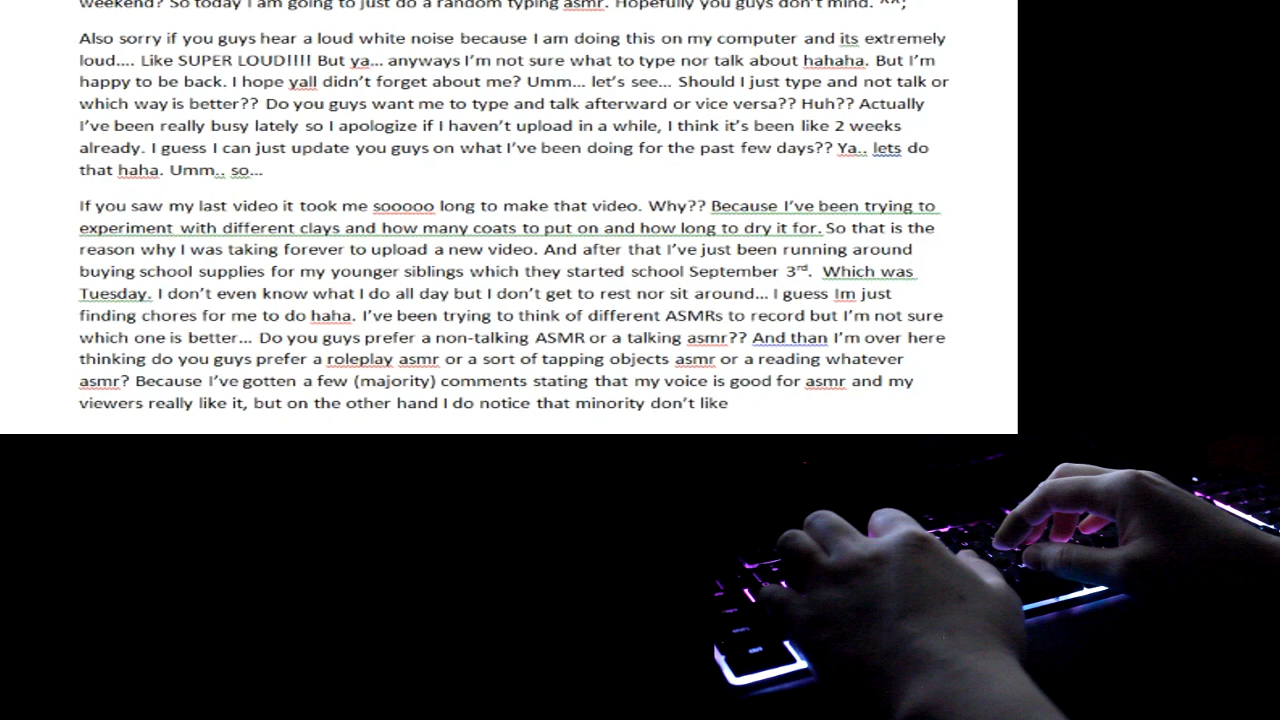 weekend? So today I am going to just do a random typing asmr. Hopefully you guys don't mind. ^^;
Also sorry if you guys hear a loud white noise because I am doing this on my computer and its extremely
loud.... Like SUPER LOUD!!!! But ya... anyways I'm not sure what to type nor talk about hahaha. But I'm
happy to be back. I hope yall didn't forget about me? Umm... let's see... Should I just type and not talk or
which way is better?? Do you guys want me to type and talk afterward or vice versa?? Huh?? Actually
I've been really busy lately so I apologize if I haven't upload in a while, I think it's been like 2 weeks
already. I guess I can just update you guys on what I've been doing for the past few days?? Ya.. lets do
that haha. Umm.. so...
If you saw my last video it took me sooooo long to make that video. Why?? Because I've been trying to
experiment with different clays and how many coats to put on and how long to dry it for. So that is the
reason why I was taking forever to upload a new video. And after that I've just been running around
buying school supplies for my younger siblings which they started school September 3rd. Which was
Tuesday. I don't even know what I do all day but I don't get to rest nor sit around... I guess Im just
finding chores for me to do haha. I've been trying to think of different ASMRs to record but I'm not sure
which one is better... Do you guys prefer a non-talking ASMR or a talking asmr?? And than I'm over here
thinking do you guys prefer a roleplay asmr or a sort of tapping objects asmr or a reading whatever
asmr? Because I've gotten a few (majority) comments stating that my voice is good for asmr and my
viewers really like it, but on the other hand I do notice that minority don't like